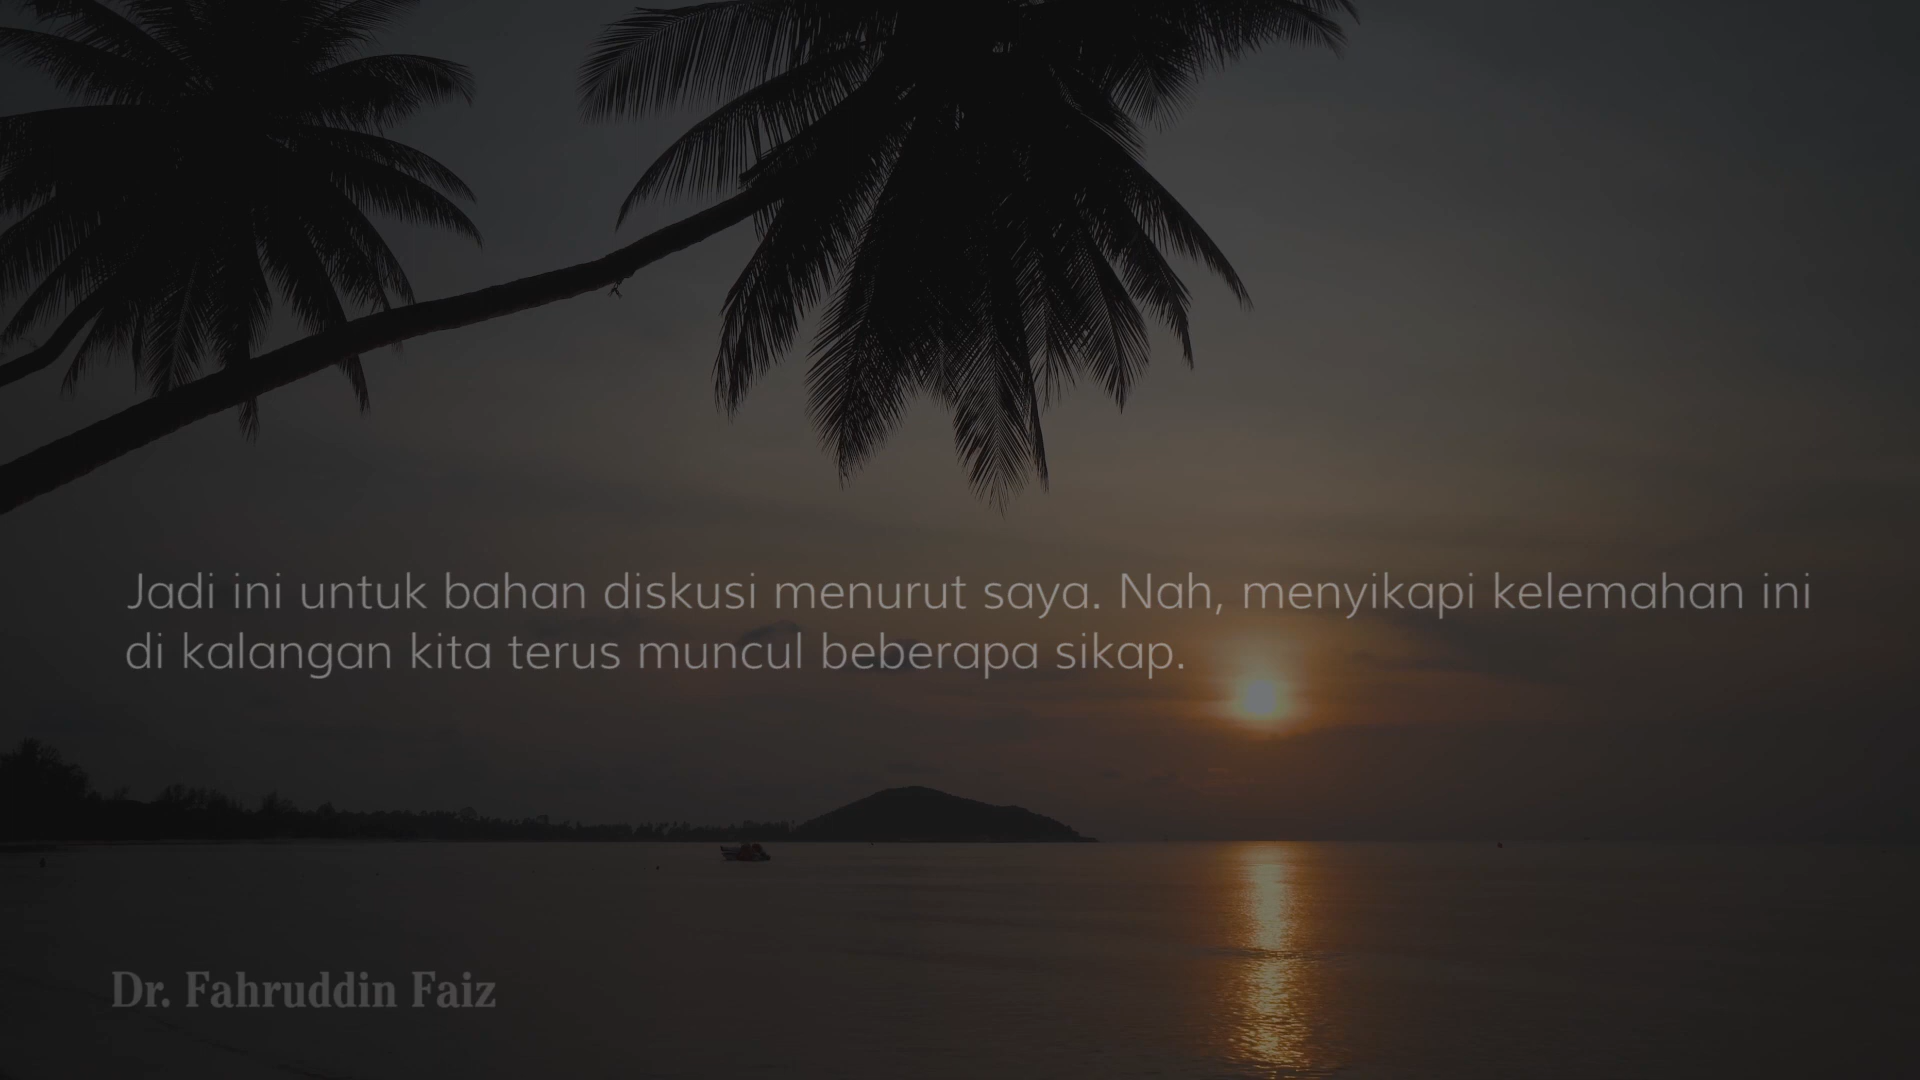 Jadi ini untuk bahan diskusi menurut saya. Nah, menyikapi kelemahan ini
di kalangan kita terus muncul beberapa sikap.
Dr. Fahruddin Faiz